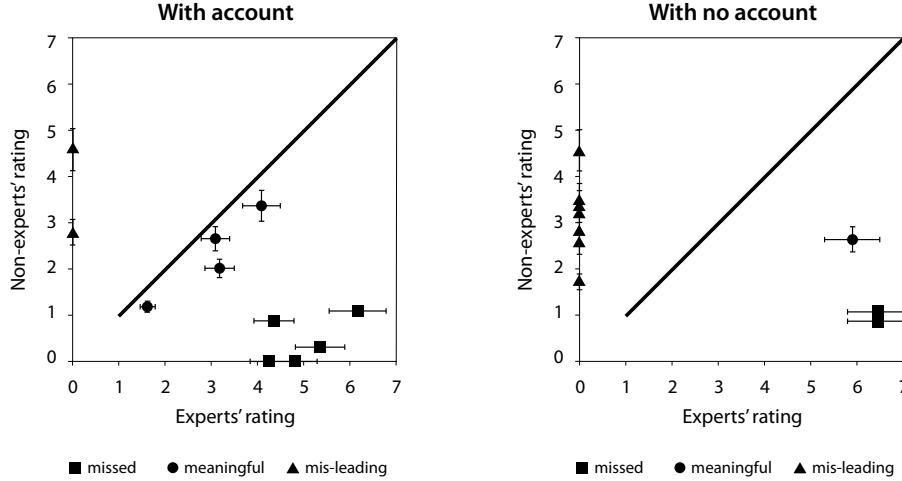 With account
With no account
7
6
5
4
3
2
1
0
Non-experts' rating
0 1 2 3 4 5 6 7
Experts' rating
7
6
5
4
3
2
1
0
Non-experts' rating
0 1 2 3 4 5 6 7
Experts' rating
missed meaningful mis-leading
missed meaningful mis-leading